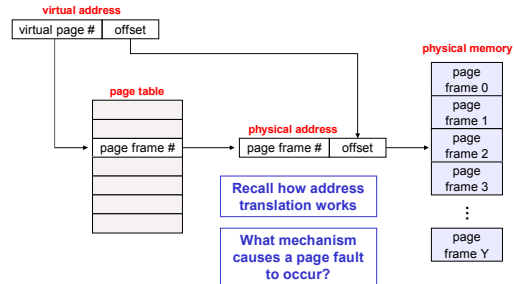 virtual address
virtual page #
offset
physical memory
page table
page frame #
physical address
page frame #
offset
page
frame 0
page
frame 1
page
frame 2
page
frame 3
...
page
frame Y
Recall how address
translation works
What mechanism
causes a page fault
to occur?